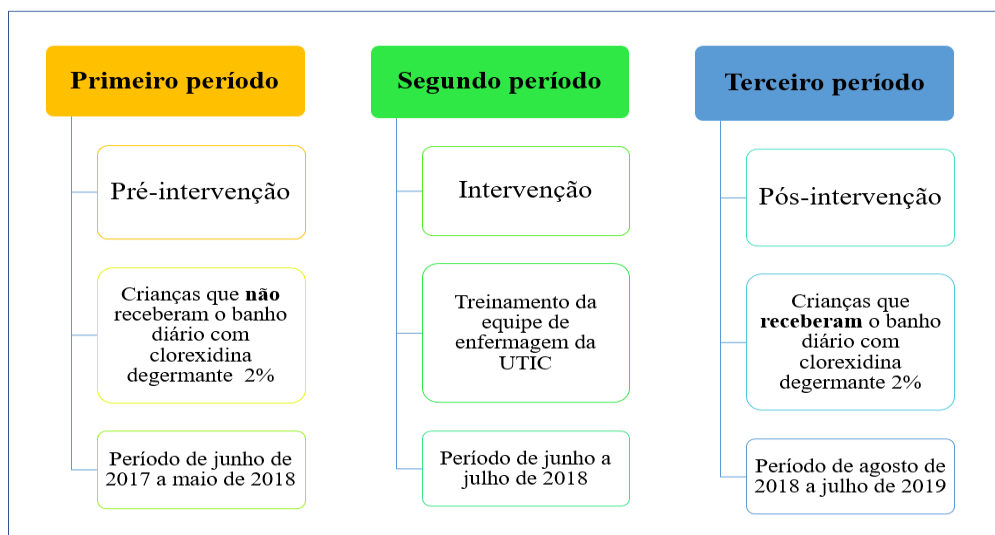 Primeiro período
Pré-intervenção
Crianças que não
receberam o banho
diário com
clorexidina
degermante 2%
Período de junho de
2017 a maio de 2018
Segundo período
Intervenção
Treinamento da
equipe de
enfermagem da
UTIC
Período de junho a
julho de 2018
Terceiro período
Pós-intervenção
Crianças que
receberam o banho
diário com
clorexidina
degermante 2%
Período de agosto de
2018 a julho de 2019